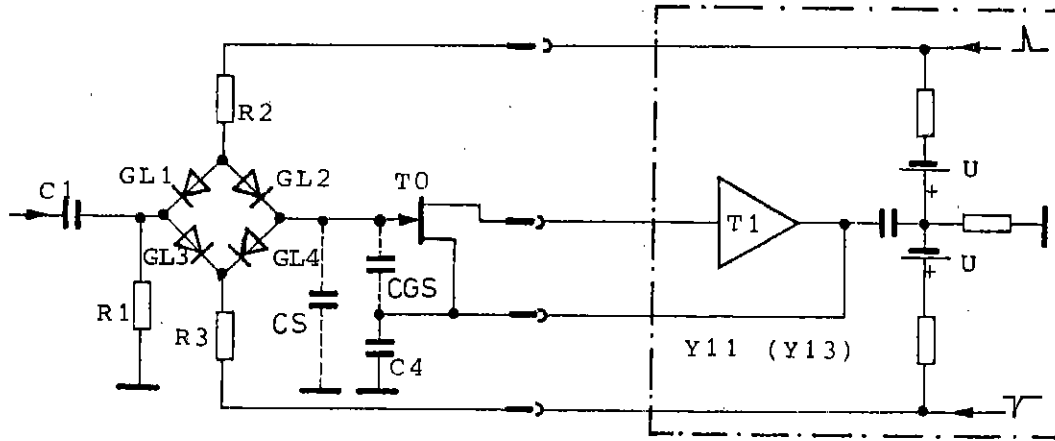 R2
GL1
GL2
C1
T0
U
+
T1
GL3
GL4
U
+
R1
R3
CS
CGS
C4
Y11 (Y13)